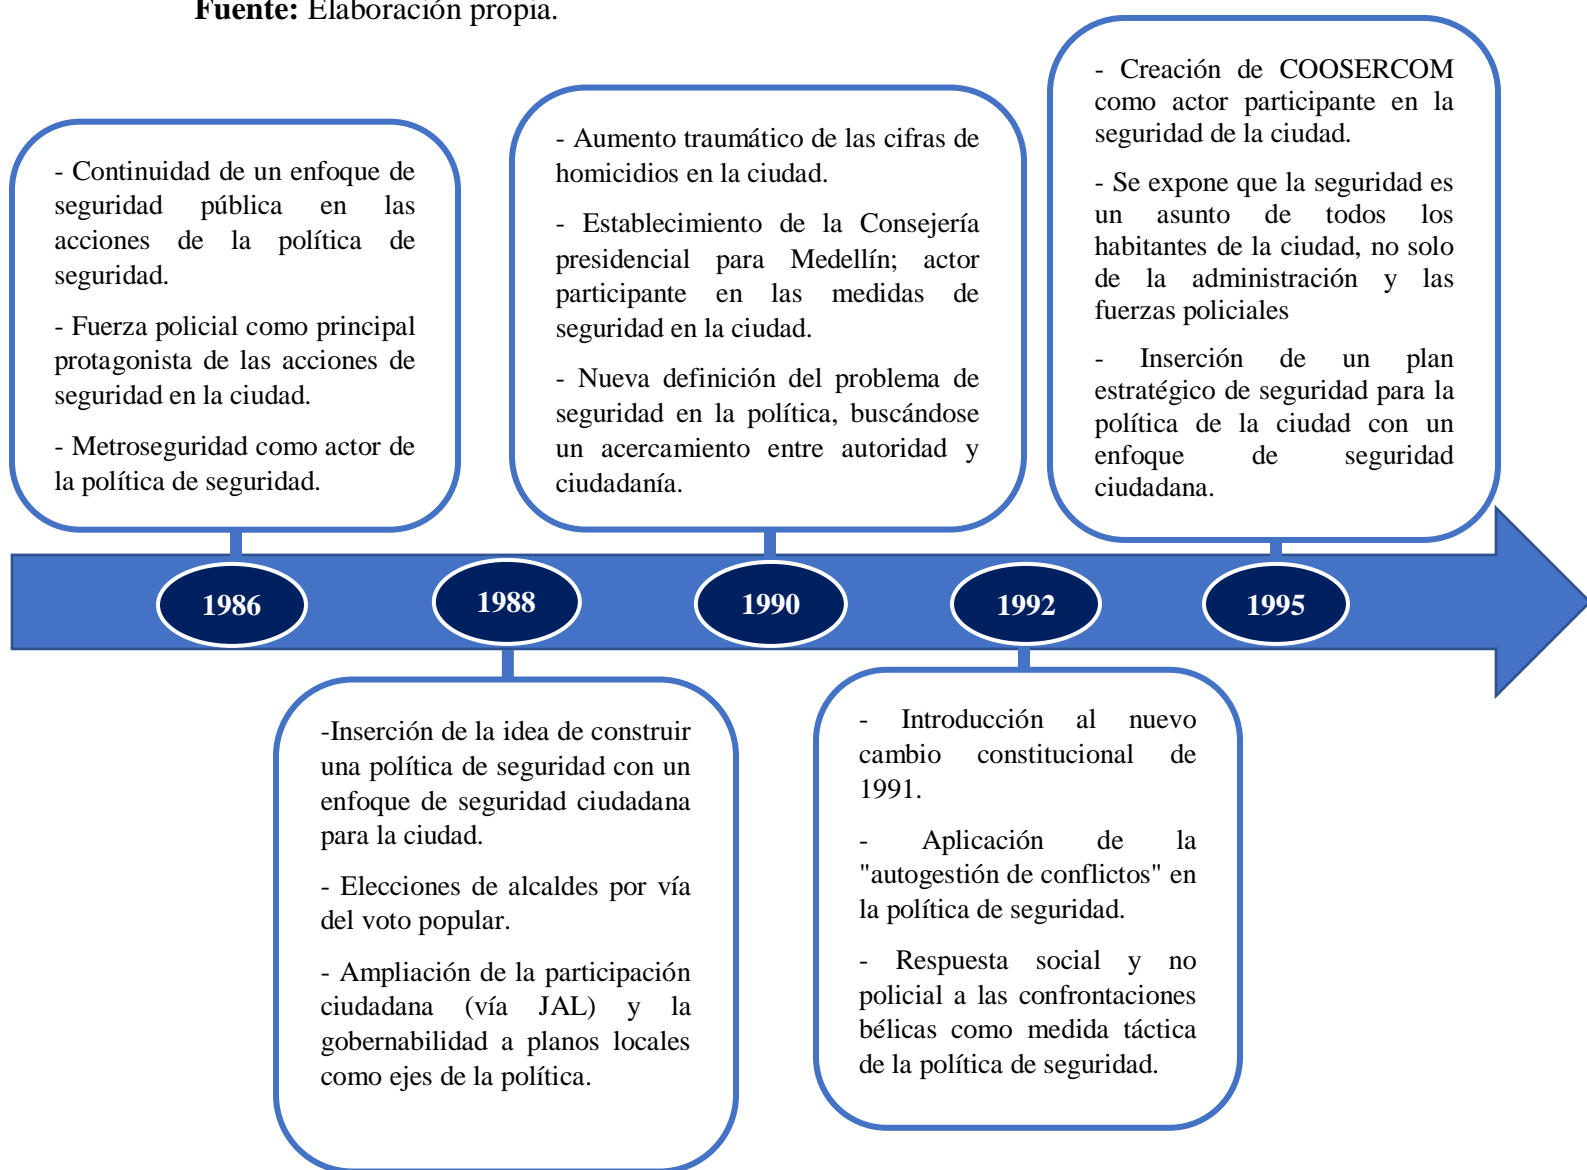 Fuente: Elaboración propia.
- Continuidad de un enfoque de
seguridad pública en las
acciones de la política de
seguridad.
- Fuerza policial como principal
protagonista de las acciones de
seguridad en la ciudad.
- Metroseguridad como actor de
la política de seguridad.
- Aumento traumático de las cifras de
homicidios en la ciudad.
- Establecimiento de la Consejería
presidencial para Medellín; actor
participante en las medidas de
seguridad en la ciudad.
- Nueva definición del problema de
seguridad en la política, buscándose
un acercamiento entre autoridad y
ciudadanía.
- Creación de COOSERCOM
como actor participante en la
seguridad de la ciudad.
- Se expone que la seguridad es
un asunto de todos los
habitantes de la ciudad, no solo
de la administración y las
fuerzas policiales
- Inserción de un plan
estratégico de seguridad para la
política de la ciudad con un
enfoque de seguridad
ciudadana.
1986
1988
1990
1992
1995
-Inserción de la idea de construir
una política de seguridad con un
enfoque de seguridad ciudadana
para la ciudad.
- Elecciones de alcaldes por vía
del voto popular.
- Ampliación de la participación
ciudadana (vía JAL) y la
gobernabilidad a planos locales
como ejes de la política.
- Introducción al nuevo
cambio constitucional de
1991.
- Aplicación de la
"autogestión de conflictos" en
la política de seguridad.
- Respuesta social y no
policial a las confrontaciones
bélicas como medida táctica
de la política de seguridad.